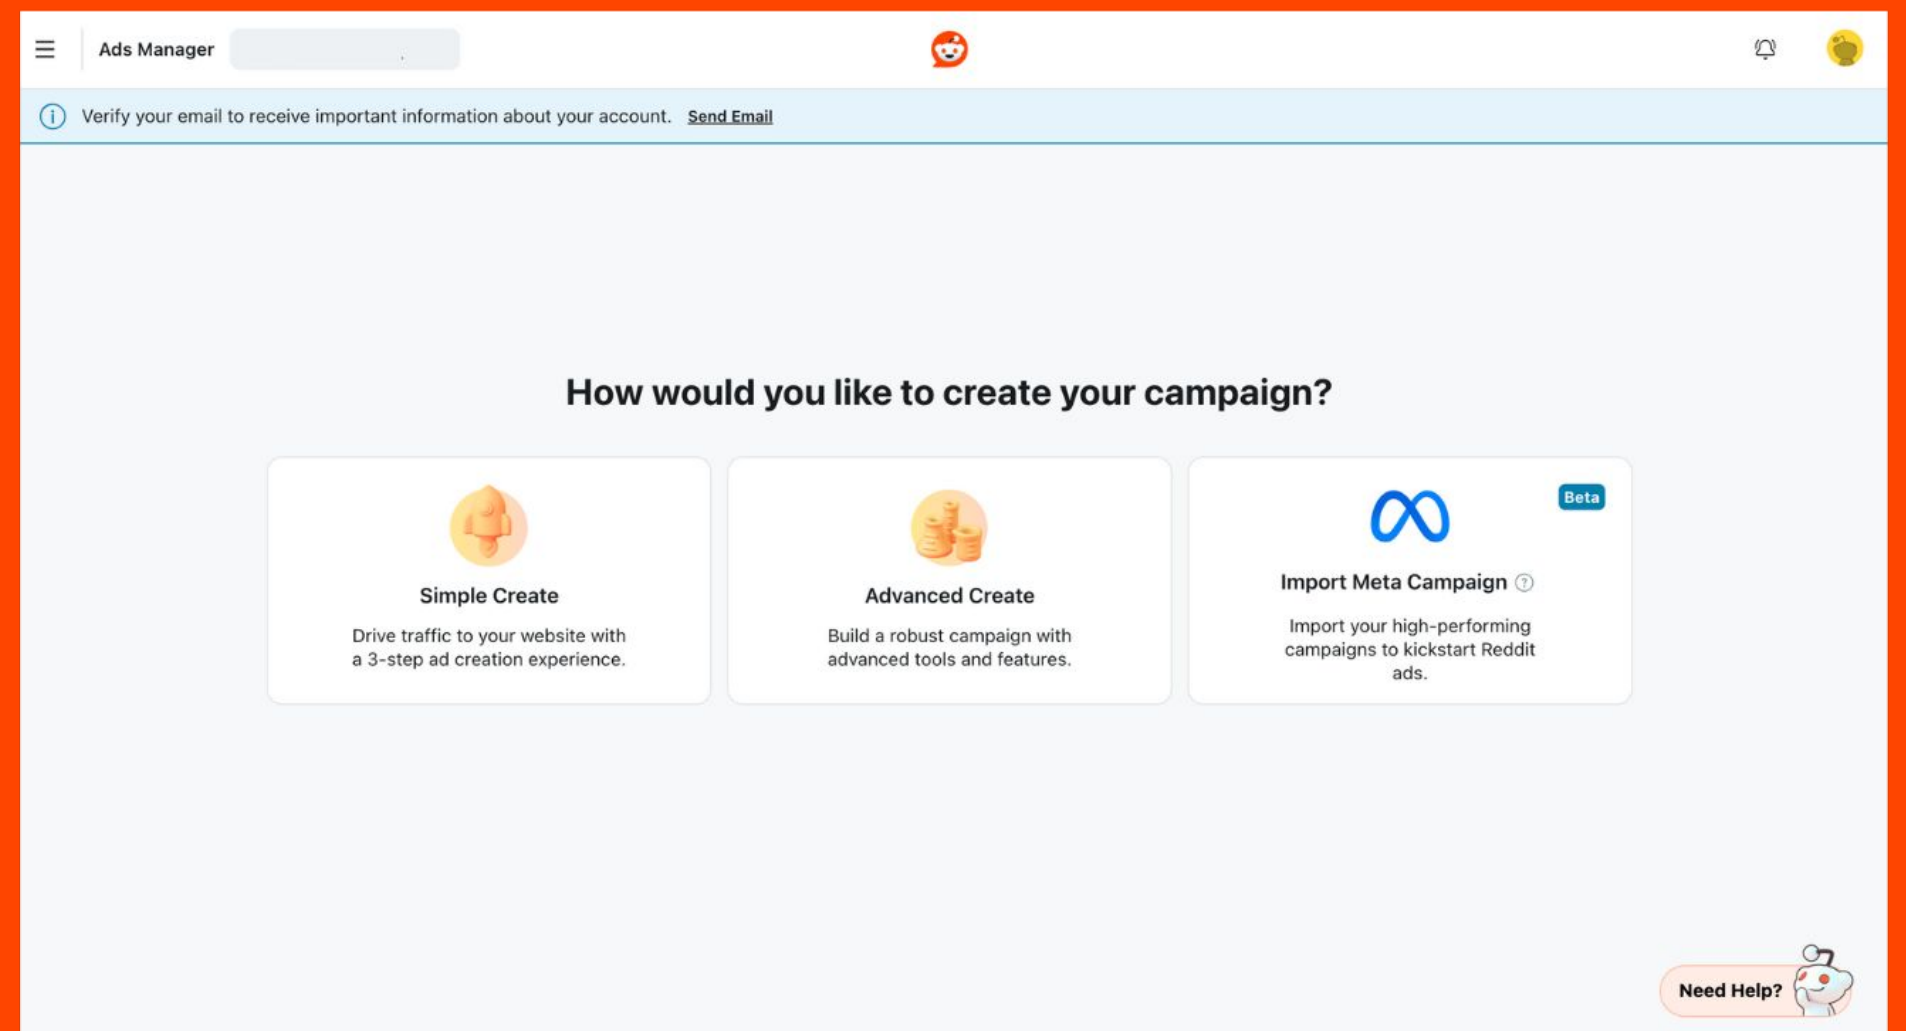 Ads Manager
Verify your email to receive important information about your account. Send Email
How would you like to create your campaign?
Simple Create
Drive traffic to your website with
a 3-step ad creation experience.
Advanced Create
Build a robust campaign with
advanced tools and features.
Beta
Import Meta Campaign
Import your high-performing
campaigns to kickstart Reddit
ads.
Need Help?